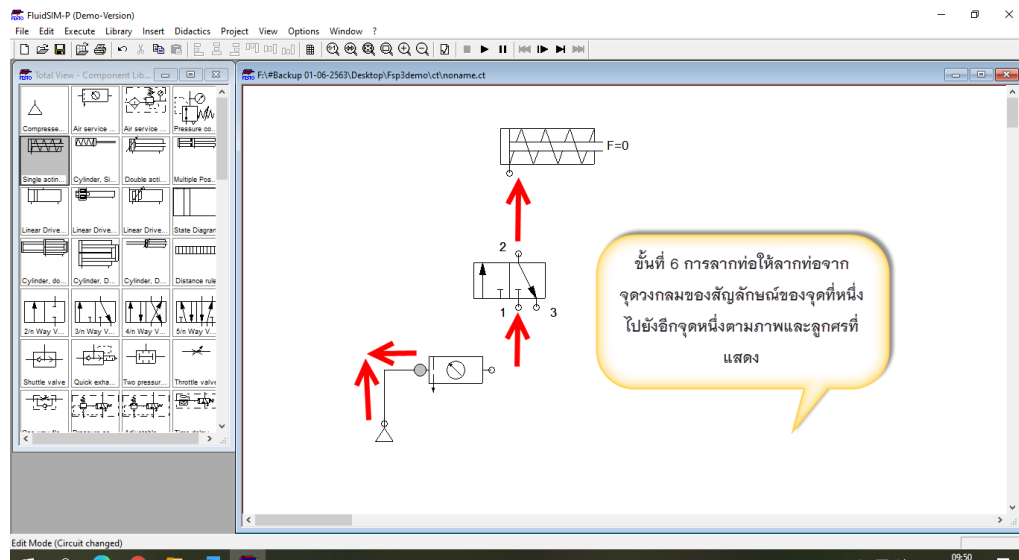 FluidSIM-P (Demo-Version)
File Edit Execute Library Insert Didactics Project View Options Window ?
Total View - Component Lib...
F:\#Backup 01-06-2563\Desktop\Fsp3demo\ct\noname.ct
Compresse... Air service ... Air service ... Pressure co...
Single actin... Cylinder, Si... Double acti... Multiple Pos...
Linear Drive... Linear Drive... Linear Drive... State Diagram
Cylinder, do... Cylinder, D... Cylinder, D... Distance rule
2/n Way V... 3/n Way V... 4/n Way V... 5/n Way V...
Shuttle valve Quick exha... Two pressur... Throttle valve
F=0
2
1 3
ขั้นที่ 6 การลากท่อให้ลากท่อจาก
จุดวงกลมของสัญลักษณ์ของจุดที่หนึ่ง
ไปยังอีกจุดหนึ่งตามภาพและลูกศรที่
แสดง
Edit Mode (Circuit changed)
09:50